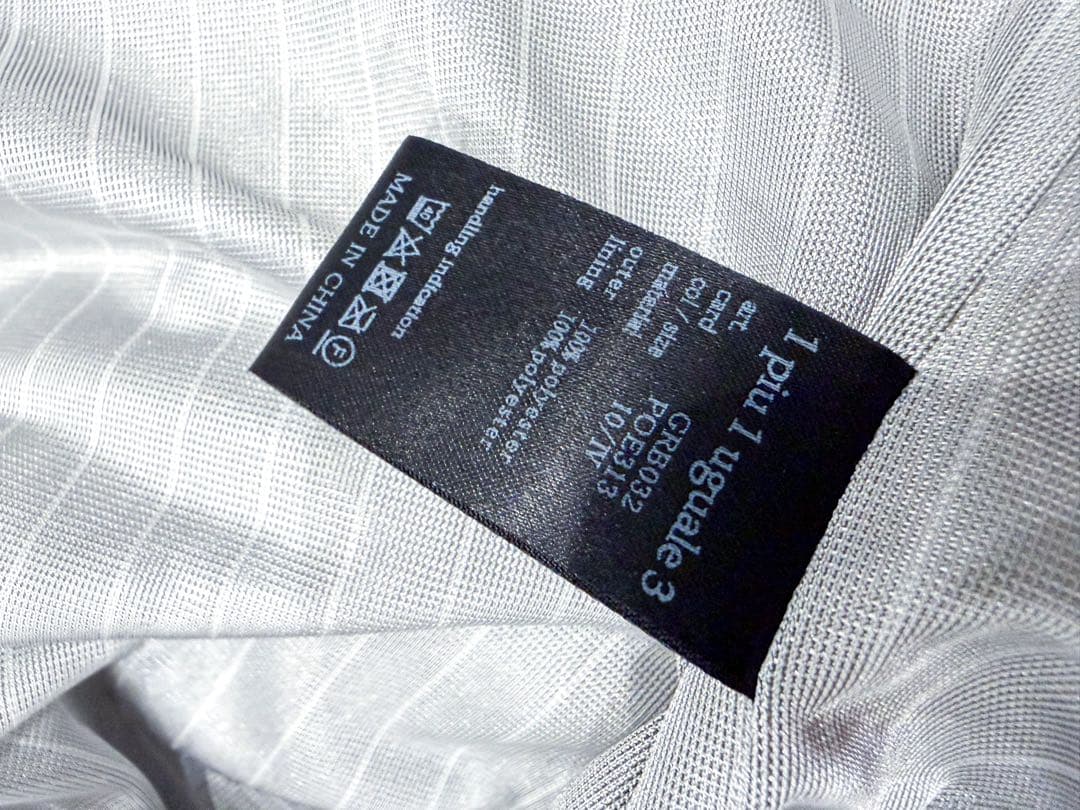 1 piu 1 uguale 3
art. GRB032
card POE313
col / size 10/IV
material
outer 100% polyester
lining 100% polyester
handling indication
40 F
MADE IN CHINA